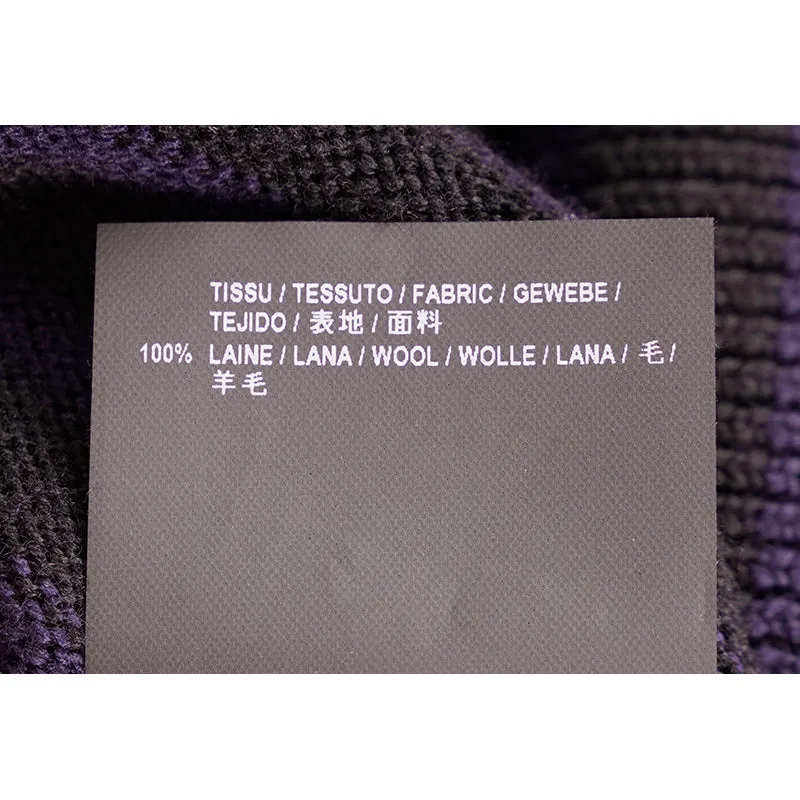 TISSU / TESSUTO / FABRIC / GEWEBE /
TEJIDO / 表地 / 面料
100% LAINE / LANA / WOOL / WOLLE / LANA / 毛 /
羊毛